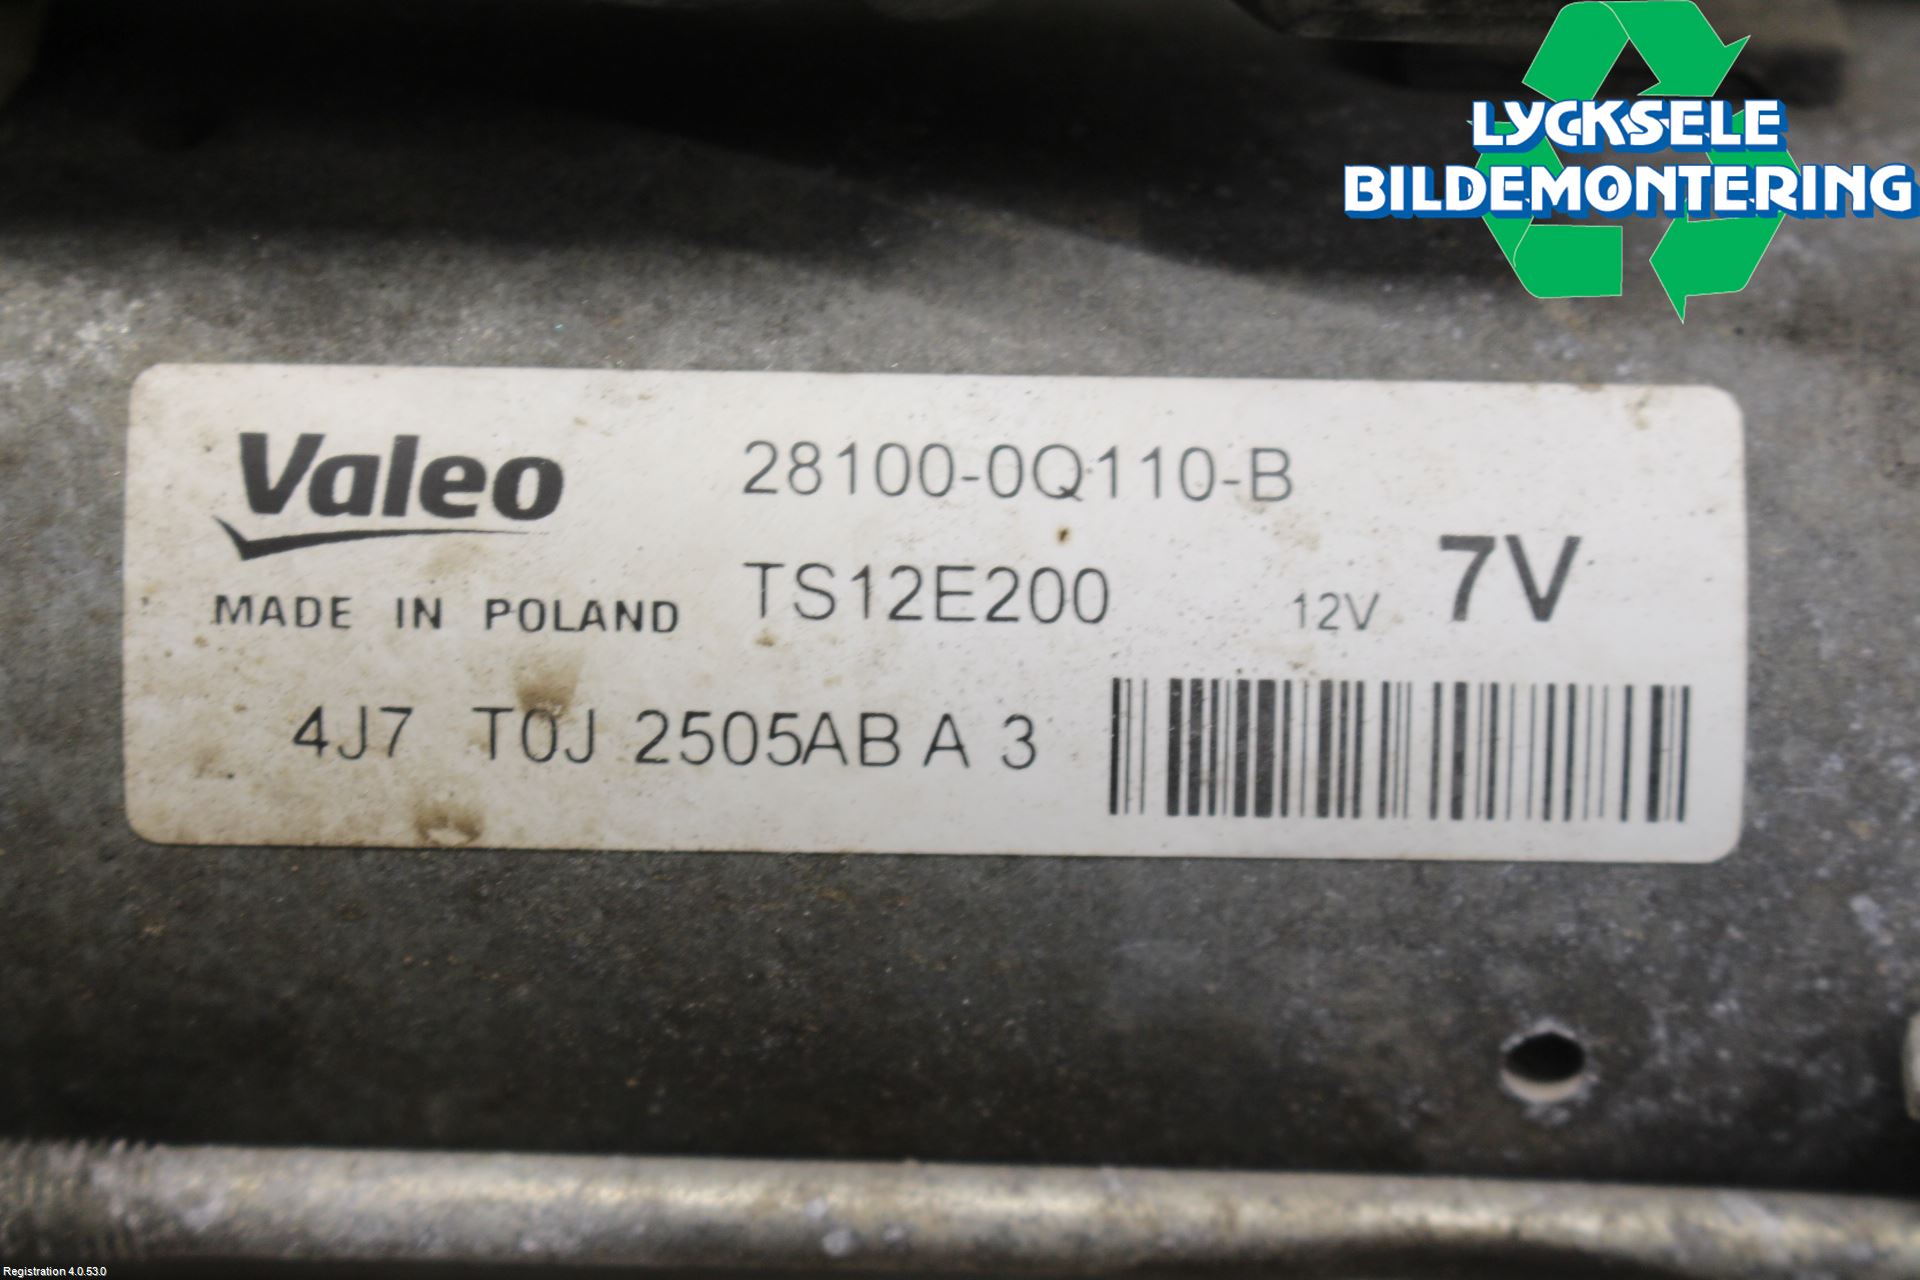 LYCKSELE
BILDEMONTERING
Valeo
28100-0Q110-B
MADE IN POLAND
TS12E200
12V
7V
4J7 T0J 2505AB A 3
Registration 4.0.53.0